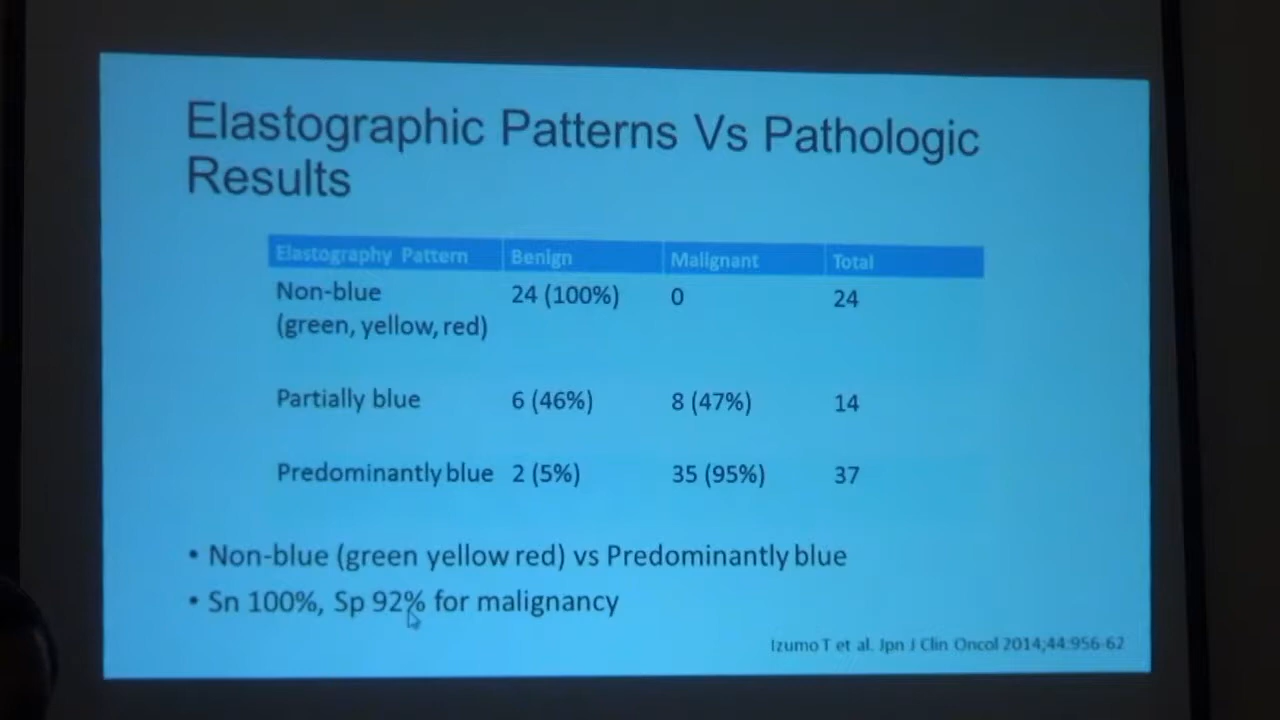 Elastographic Patterns Vs Pathologic
Results
Elastography Pattern Benign Malignant Total
Non-blue 24 (100%) 0 24
(green, yellow, red)
Partially blue 6 (46%) 8 (47%) 14
Predominantly blue 2 (5%) 35 (95%) 37
• Non-blue (green yellow red) vs Predominantly blue
• Sn 100%, Sp 92% for malignancy
Izumo T et al. Jpn J Clin Oncol 2014;44:956-62